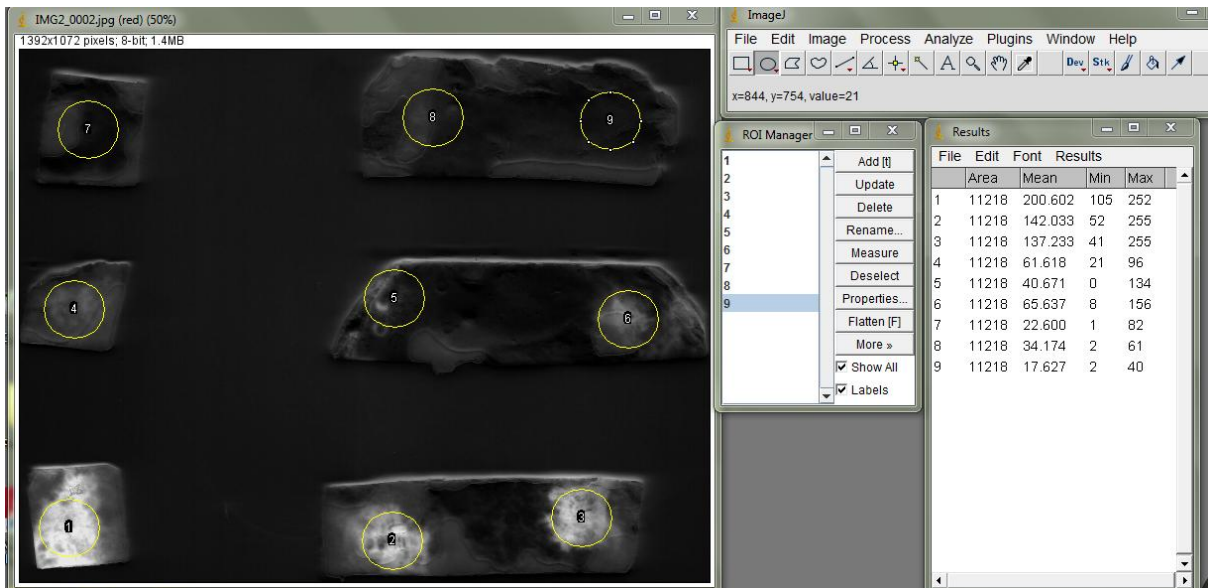 IMG2_0002.jpg (red) (50%)
1392x1072 pixels; 8-bit; 1.4MB
7
8
9
4
5
6
1
2
3
ImageJ
File Edit Image Process Analyze Plugins Window Help
A Dev Stk
x=844, y=754, value=21
ROI Manager
1
2
3
4
5
6
7
8
9
Add [t]
Update
Delete
Rename...
Measure
Deselect
Properties...
Flatten [F]
More »
Show All
Labels
Results
File Edit Font Results
Area Mean Min Max
1 11218 200.602 105 252
2 11218 142.033 52 255
3 11218 137.233 41 255
4 11218 61.618 21 96
5 11218 40.671 0 134
6 11218 65.637 8 156
7 11218 22.600 1 82
8 11218 34.174 2 61
9 11218 17.627 2 40